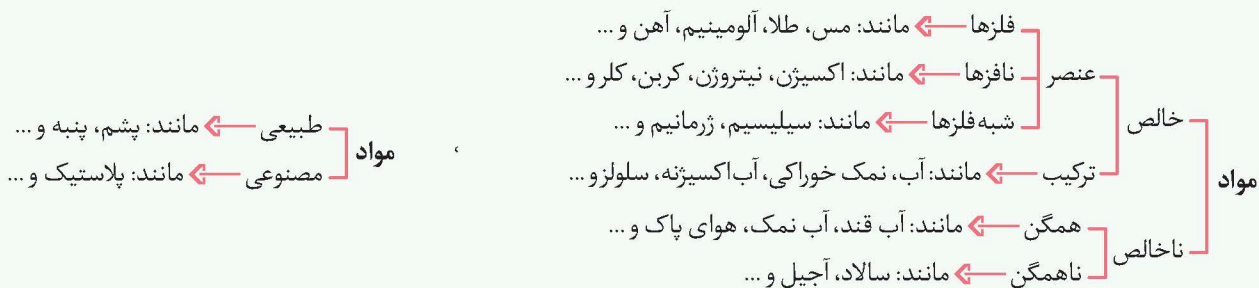 مواد
خالص
عنصر
فلزها مانند: مس، طلا، آلومینیم، آهن و ...
نافزها مانند: اکسیژن، نیتروژن، کربن، کلر و ...
شبه‌فلزها مانند: سیلیسیم، ژرمانیم و ...
ترکیب مانند: آب، نمک خوراکی، آب‌اکسیژنه، سلولز و ...
ناخالص
همگن مانند: آب قند، آب نمک، هوای پاک و ...
ناهمگن مانند: سالاد، آجیل و ...
،
مواد
طبیعی مانند: پشم، پنبه و ...
مصنوعی مانند: پلاستیک و ...